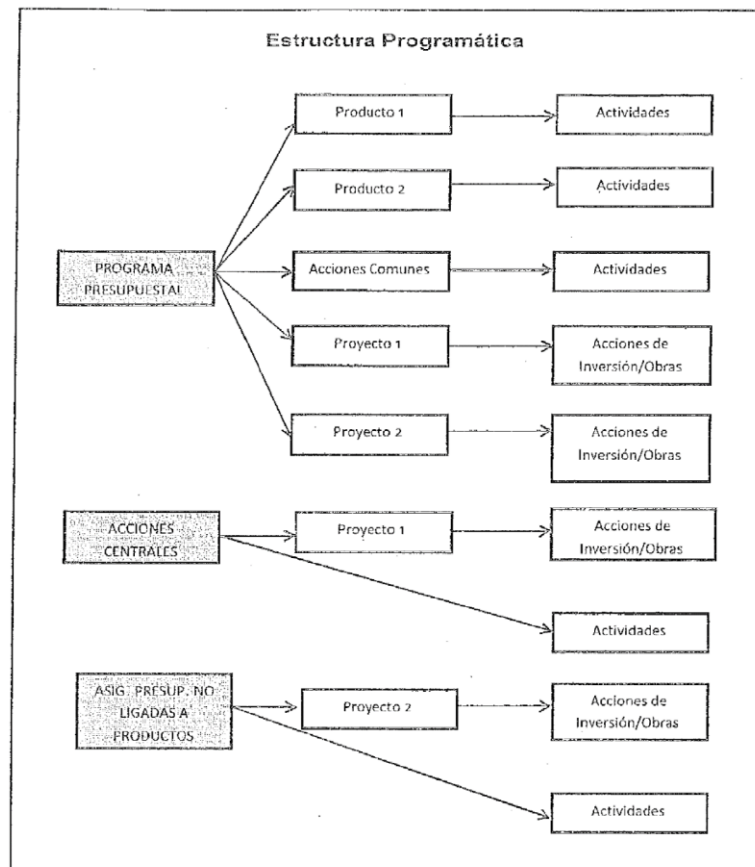 Estructura Programática
Producto 1
Actividades
Producto 2
Actividades
PROGRAMA
PRESUPUESTAL
Acciones Comunes
Actividades
Proyecto 1
Acciones de
Inversión/Obras
Proyecto 2
Acciones de
Inversión/Obras
ACCIONES
CENTRALES
Proyecto 1
Acciones de
Inversión/Obras
Actividades
ASIG. PRESUP. NO
LIGADAS A
PRODUCTOS
Proyecto 2
Acciones de
Inversión/Obras
Actividades